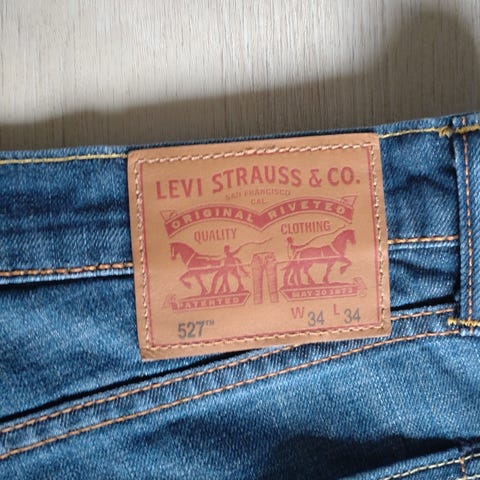 LEVI STRAUSS & CO.
SAN FRANCISCO
CAL.
ORIGINAL RIVETED
QUALITY CLOTHING
PATENTED MAY 20 1873
527™ W 34 L 34